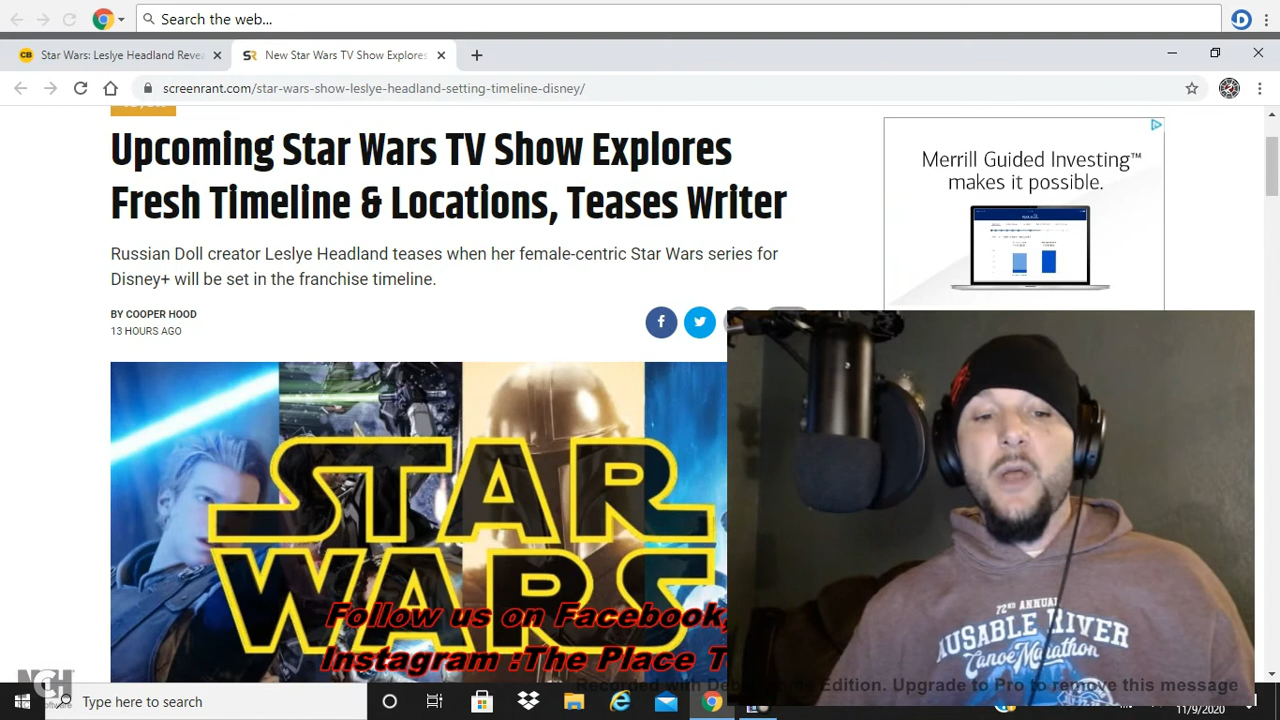 Search the web...
Star Wars: Leslye Headland Revea
New Star Wars TV Show Explores
screenrant.com/star-wars-show-leslye-headland-setting-timeline-disney/
Upcoming Star Wars TV Show Explores
Fresh Timeline & Locations, Teases Writer
Russian Doll creator Leslye Headland teases when her female-centric Star Wars series for
Disney+ will be set in the franchise timeline.
BY COOPER HOOD
13 HOURS AGO
Merrill Guided Investing™
makes it possible.
STAR
WARS
Follow us on Facebook,
Instagram :The Place T
72ND ANNUAL
AUSABLE RIVER
Canoe Marathon
NCH
Software
Type here to search
Upgrade to Pro to remove this message
11/9/2020